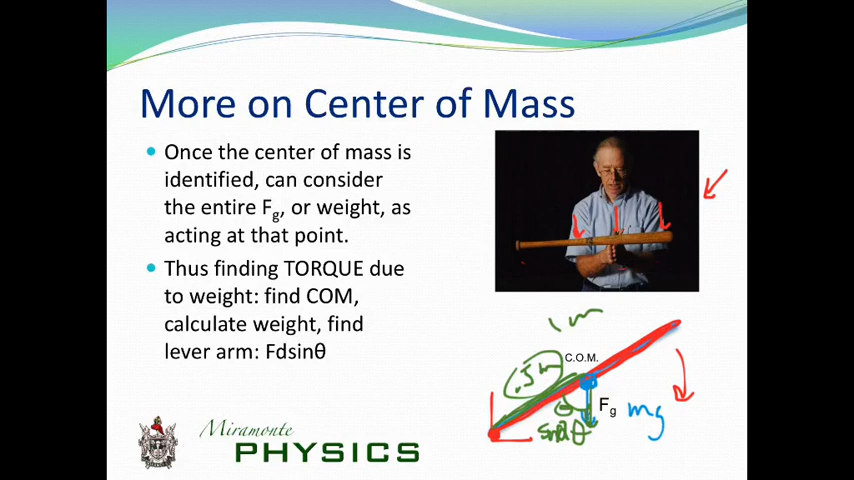 More on Center of Mass
• Once the center of mass is
identified, can consider
the entire Fg, or weight, as
acting at that point.
• Thus finding TORQUE due
to weight: find COM,
calculate weight, find
lever arm: Fdsinθ
1 m
C.O.M.
.5 m
Fg
mg
θ
Miramonte
PHYSICS